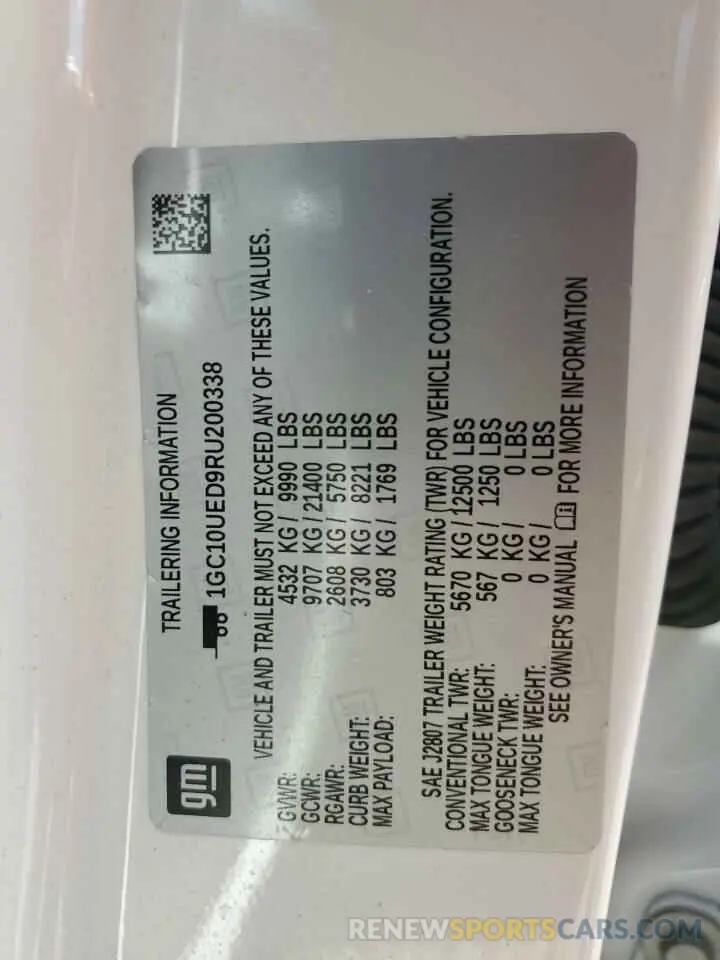 gm
TRAILERING INFORMATION
1GC10UED9RU200338
VEHICLE AND TRAILER MUST NOT EXCEED ANY OF THESE VALUES.
GVWR: 4532 KG / 9990 LBS
GCWR: 9707 KG / 21400 LBS
RGAWR: 2608 KG / 5750 LBS
CURB WEIGHT: 3730 KG / 8221 LBS
MAX PAYLOAD: 803 KG / 1769 LBS
SAE J2807 TRAILER WEIGHT RATING (TWR) FOR VEHICLE CONFIGURATION.
CONVENTIONAL TWR: 5670 KG / 12500 LBS
MAX TONGUE WEIGHT: 567 KG / 1250 LBS
GOOSENECK TWR: 0 KG / 0 LBS
MAX TONGUE WEIGHT: 0 KG / 0 LBS
SEE OWNER'S MANUAL FOR MORE INFORMATION
RENEWSPORTSCARS.COM